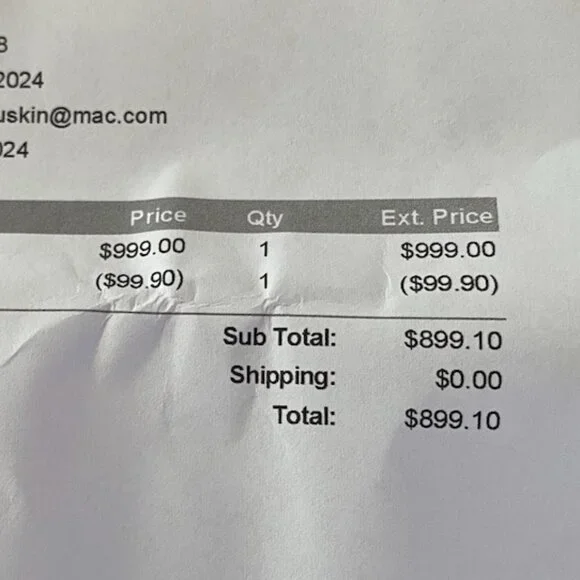 2024
uskin@mac.com
024
Price Qty Ext. Price
$999.00 1 $999.00
($99.90) 1 ($99.90)
Sub Total: $899.10
Shipping: $0.00
Total: $899.10